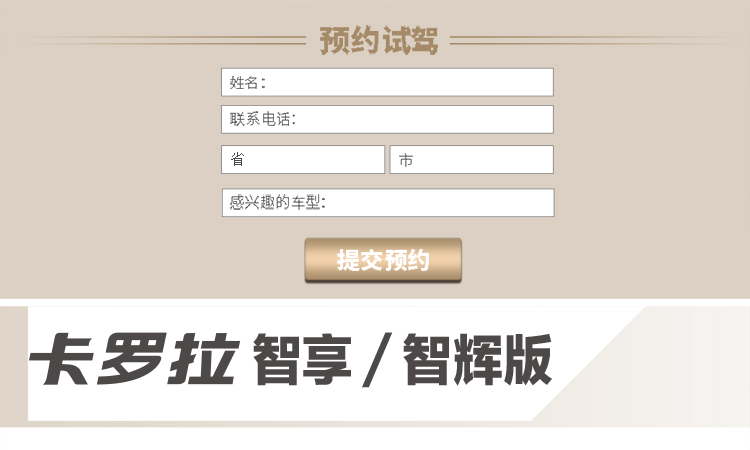 预约试驾
姓名：
联系电话：
省 市
感兴趣的车型：
提交预约
卡罗拉 智享/智辉版